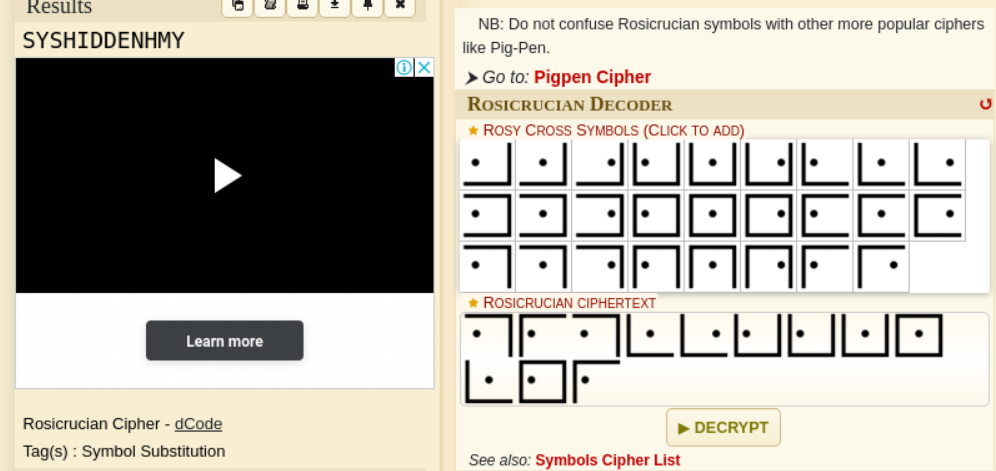 Results
SYSHIDDENHMY
Learn more
Rosicrucian Cipher - dCode
Tag(s) : Symbol Substitution
NB: Do not confuse Rosicrucian symbols with other more popular ciphers
like Pig-Pen.
➤ Go to: Pigpen Cipher
ROSICRUCIAN DECODER
★ ROSY CROSS SYMBOLS (CLICK TO ADD)
★ ROSICRUCIAN CIPHERTEXT
▶ DECRYPT
See also: Symbols Cipher List